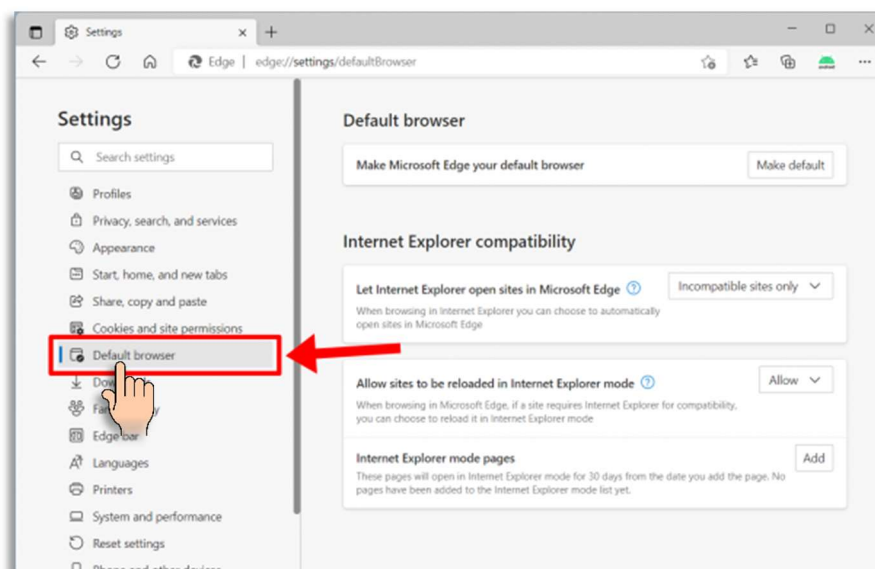 Settings
Edge | edge://settings/defaultBrowser
Settings
Search settings
Profiles
Privacy, search, and services
Appearance
Start, home, and new tabs
Share, copy and paste
Cookies and site permissions
Default browser
Edge bar
Languages
Printers
System and performance
Reset settings
Phone and other devices
Default browser
Make Microsoft Edge your default browser
Make default
Internet Explorer compatibility
Let Internet Explorer open sites in Microsoft Edge
Incompatible sites only
When browsing in Internet Explorer you can choose to automatically
open sites in Microsoft Edge
Allow sites to be reloaded in Internet Explorer mode
Allow
When browsing in Microsoft Edge, if a site requires Internet Explorer for compatibility,
you can choose to reload it in Internet Explorer mode
Internet Explorer mode pages
Add
These pages will open in Internet Explorer mode for 30 days from the date you add the page. No
pages have been added to the Internet Explorer mode list yet.